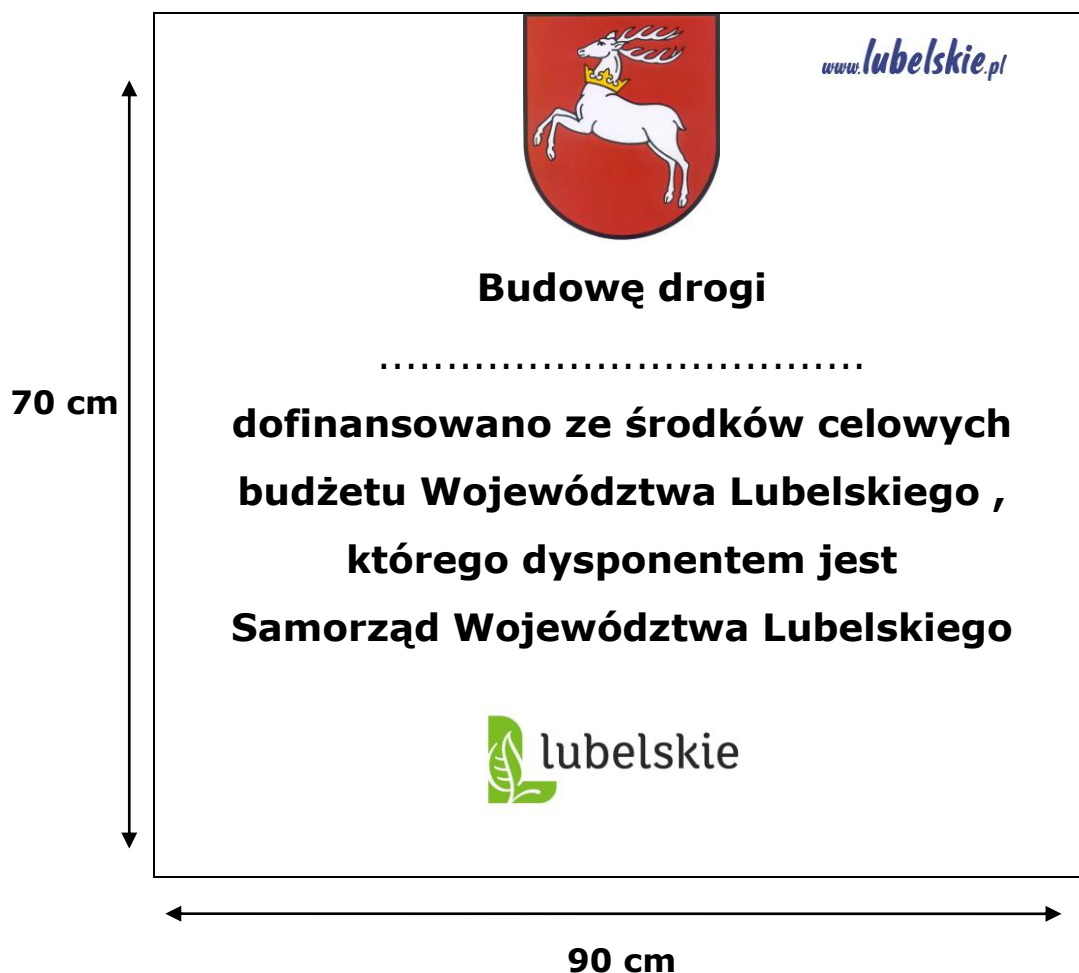 www.lubelskie.pl
Budowę drogi
....................................
dofinansowano ze środków celowych
budżetu Województwa Lubelskiego ,
którego dysponentem jest
Samorząd Województwa Lubelskiego
lubelskie
70 cm
90 cm